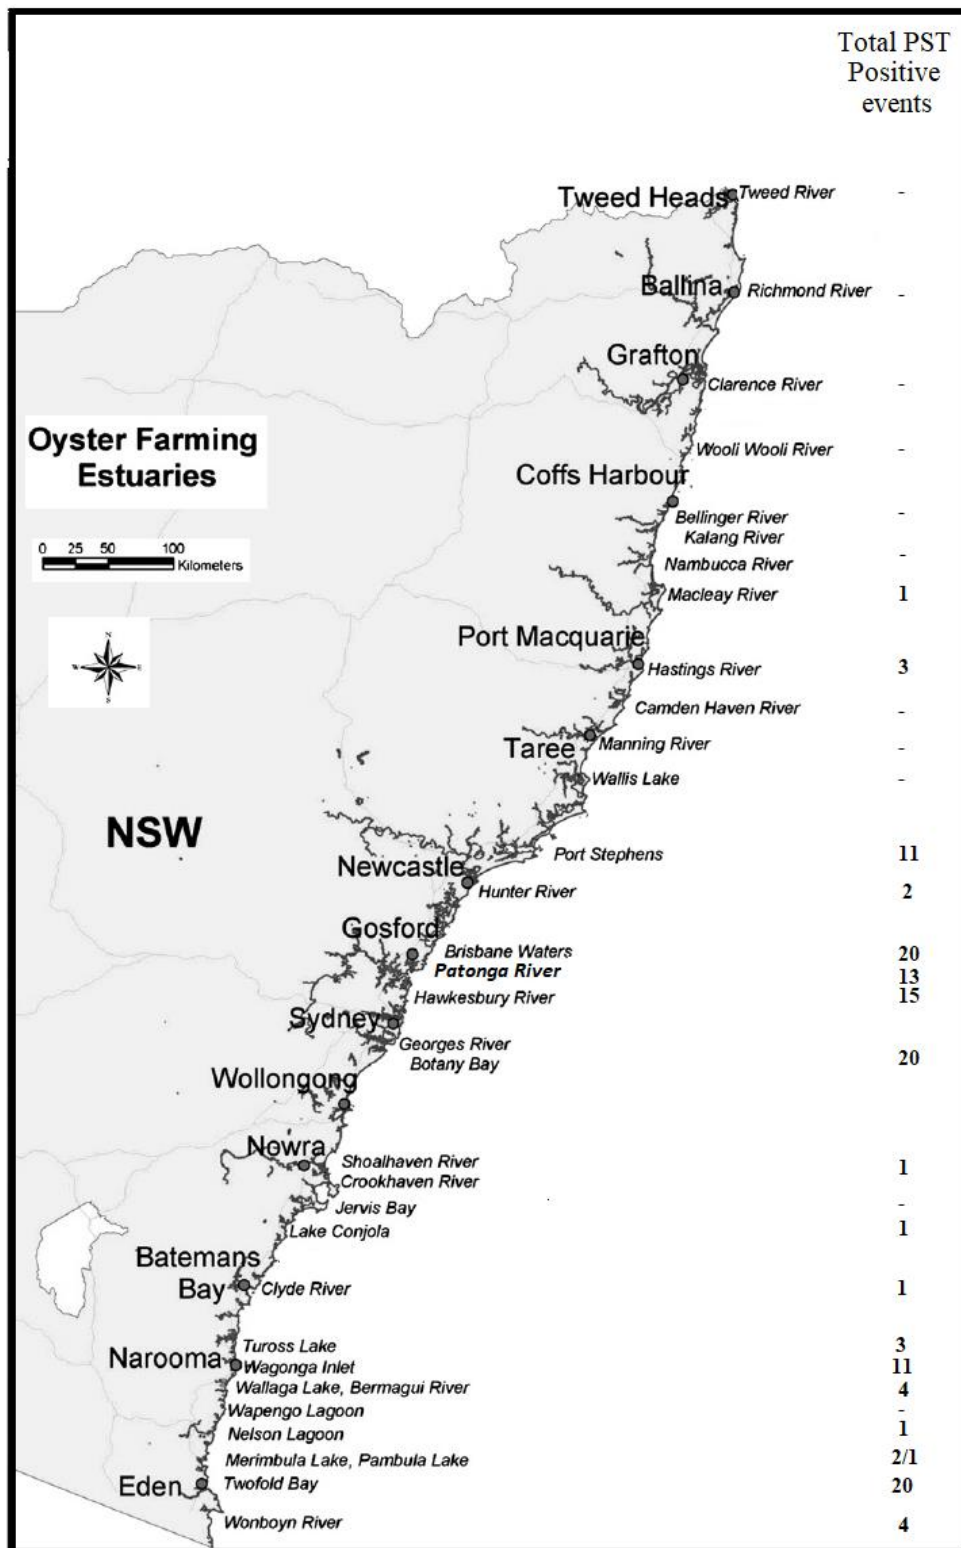 Total PST
Positive
events
Tweed Heads Tweed River -
Ballina Richmond River -
Grafton
Clarence River -
Oyster Farming
Estuaries
Wooli Wooli River -
Coffs Harbour
Bellinger River -
Kalang River
0 25 50 100
Kilometers
Nambucca River -
Macleay River 1
N
W E
S
Port Macquarie
Hastings River 3
Camden Haven River -
Taree Manning River -
Wallis Lake -
NSW
Port Stephens 11
Newcastle
Hunter River 2
Gosford
Brisbane Waters 20
Patonga River 13
Hawkesbury River 15
Sydney
Georges River
Botany Bay 20
Wollongong
Nowra
Shoalhaven River 1
Crookhaven River
Jervis Bay -
Lake Conjola 1
Batemans
Bay Clyde River 1
Tuross Lake 3
Narooma Wagonga Inlet 11
Wallaga Lake, Bermagui River 4
Wapengo Lagoon -
Nelson Lagoon 1
Merimbula Lake, Pambula Lake 2/1
Eden Twofold Bay 20
Wonboyn River 4